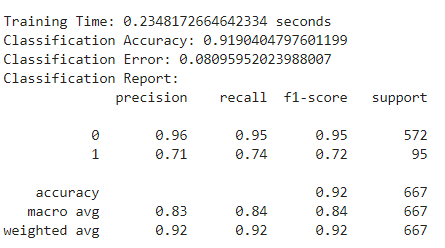 Training Time: 0.2348172664642334 seconds
Classification Accuracy: 0.9190404797601199
Classification Error: 0.08095952023988007
Classification Report:
precision recall f1-score support
0 0.96 0.95 0.95 572
1 0.71 0.74 0.72 95
accuracy 0.92 667
macro avg 0.83 0.84 0.84 667
weighted avg 0.92 0.92 0.92 667